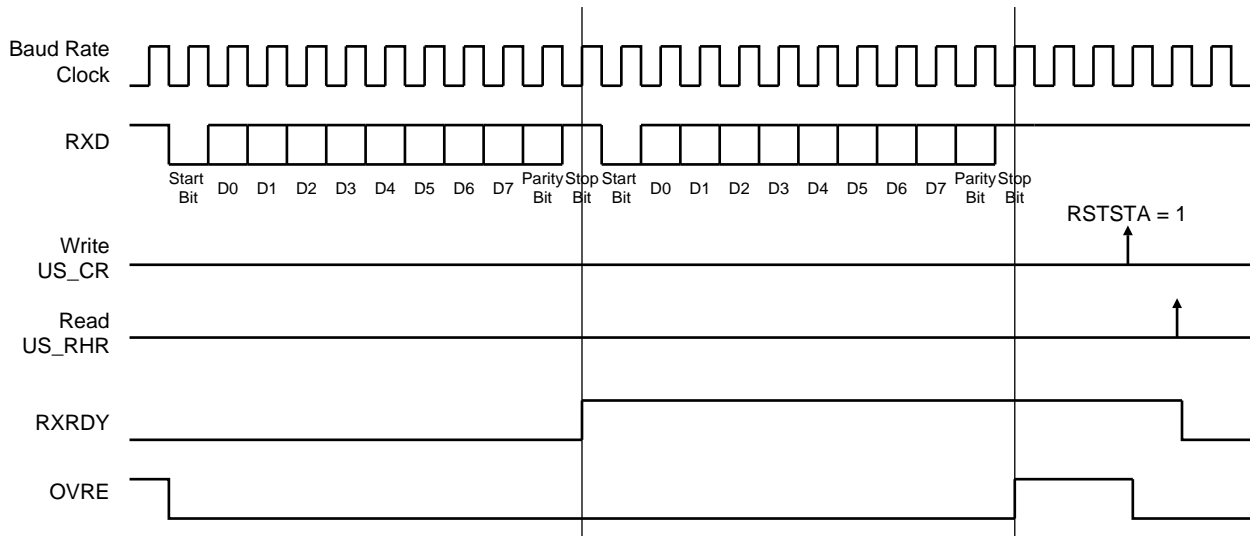 Baud Rate
Clock
RXD
Start
Bit
D0
D1
D2
D3
D4
D5
D6
D7
Parity
Bit
Stop
Bit
Start
Bit
D0
D1
D2
D3
D4
D5
D6
D7
Parity
Bit
Stop
Bit
RSTSTA = 1
Write
US_CR
Read
US_RHR
RXRDY
OVRE